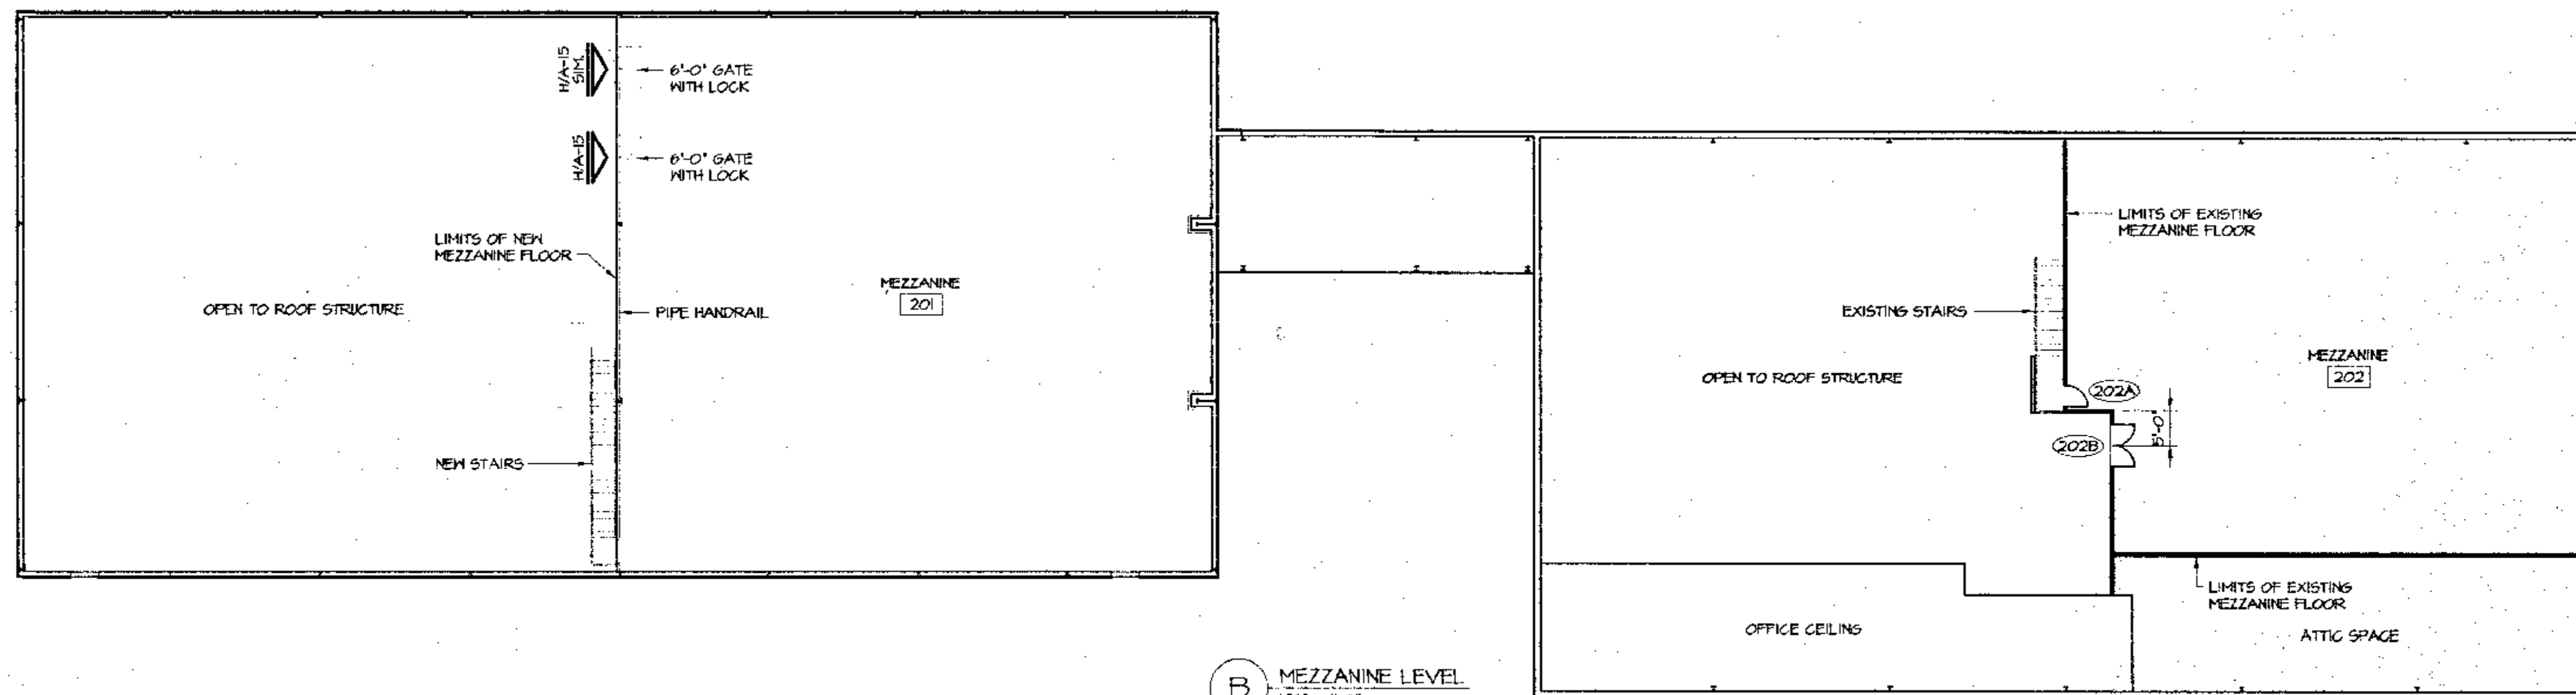 H/A-15
SIM.
6'-0" GATE
WITH LOCK
H/A-15
6'-0" GATE
WITH LOCK
LIMITS OF NEW
MEZZANINE FLOOR
OPEN TO ROOF STRUCTURE
PIPE HANDRAIL
MEZZANINE
201
NEW STAIRS
LIMITS OF EXISTING
MEZZANINE FLOOR
EXISTING STAIRS
OPEN TO ROOF STRUCTURE
MEZZANINE
202
202A
202B
5'-0"
LIMITS OF EXISTING
MEZZANINE FLOOR
OFFICE CEILING
ATTIC SPACE
B
MEZZANINE LEVEL